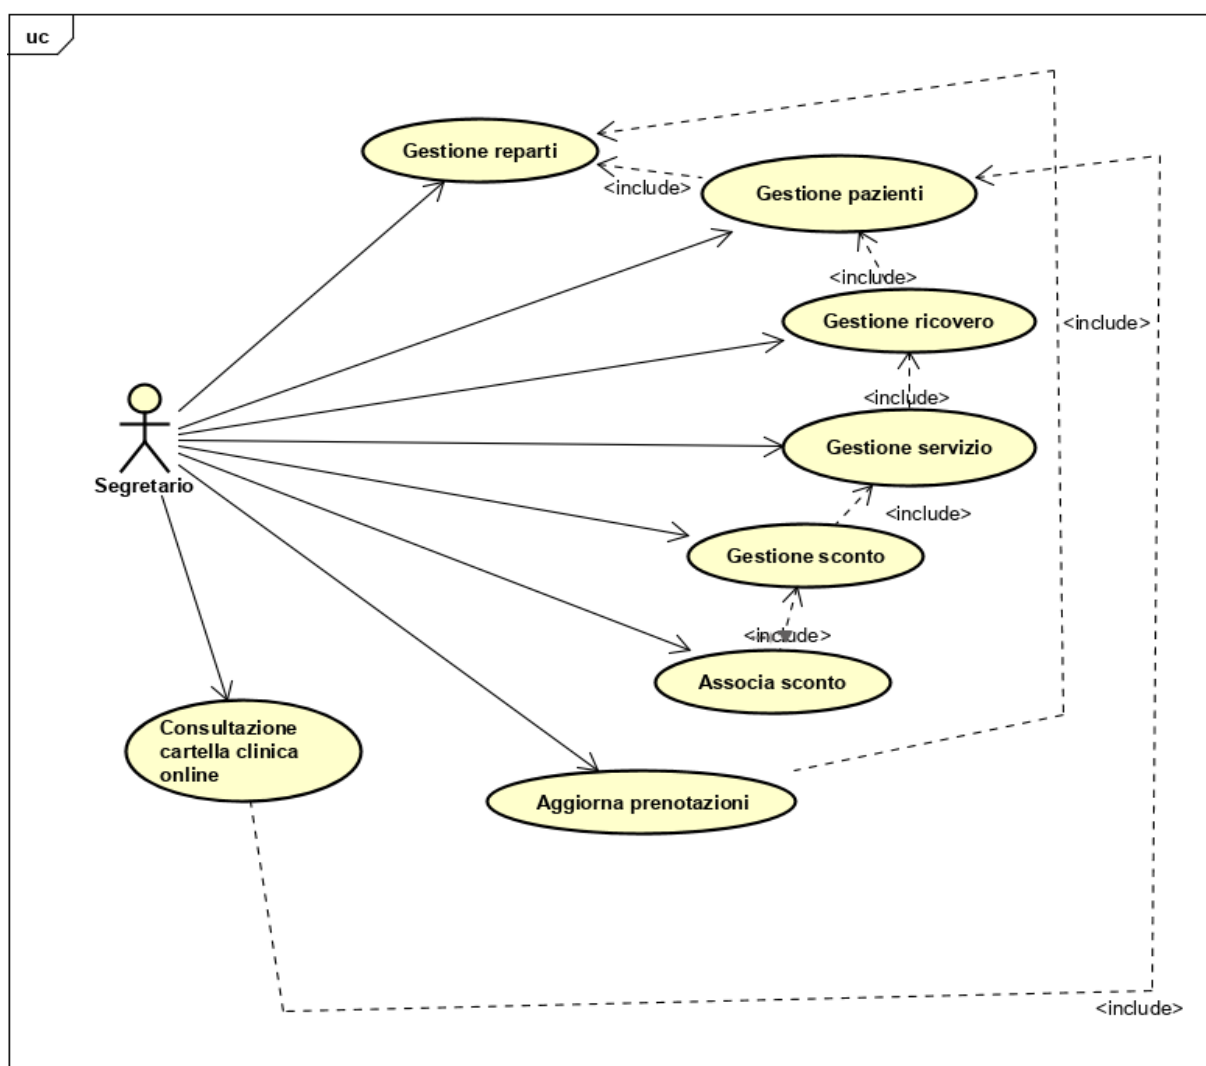 uc
Gestione reparti
<include>
Gestione pazienti
<include>
Gestione ricovero
<include>
<include>
Gestione servizio
<include>
Gestione sconto
<include>
Associa sconto
Segretario
Consultazione
cartella clinica
online
Aggiorna prenotazioni
<include>